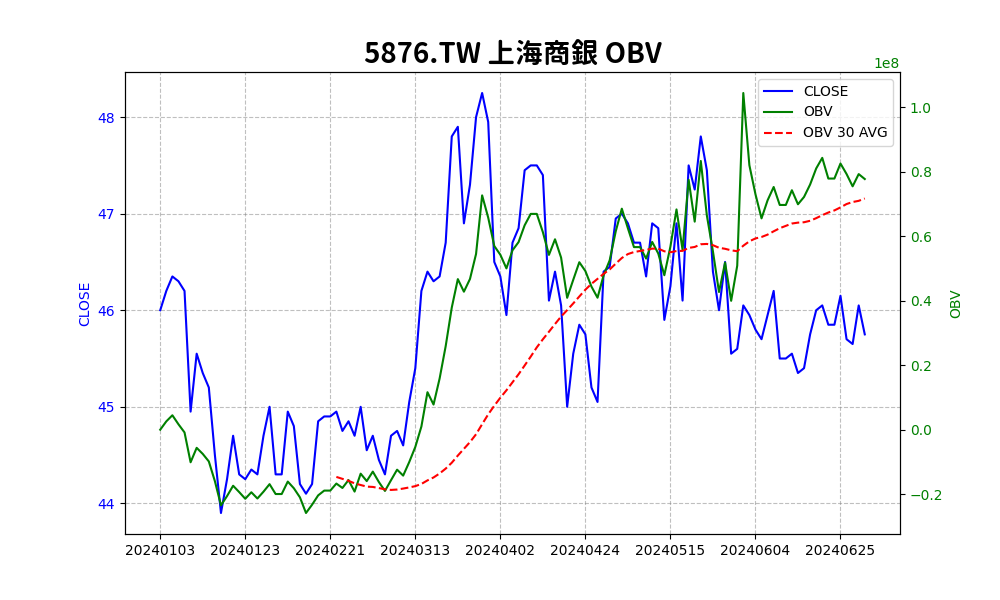 5876.TW 上海商銀 OBV
1e8
CLOSE
OBV
OBV 30 AVG
48
47
46
45
44
CLOSE
1.0
0.8
0.6
0.4
0.2
0.0
−0.2
OBV
20240103 20240123 20240221 20240313 20240402 20240424 20240515 20240604 20240625